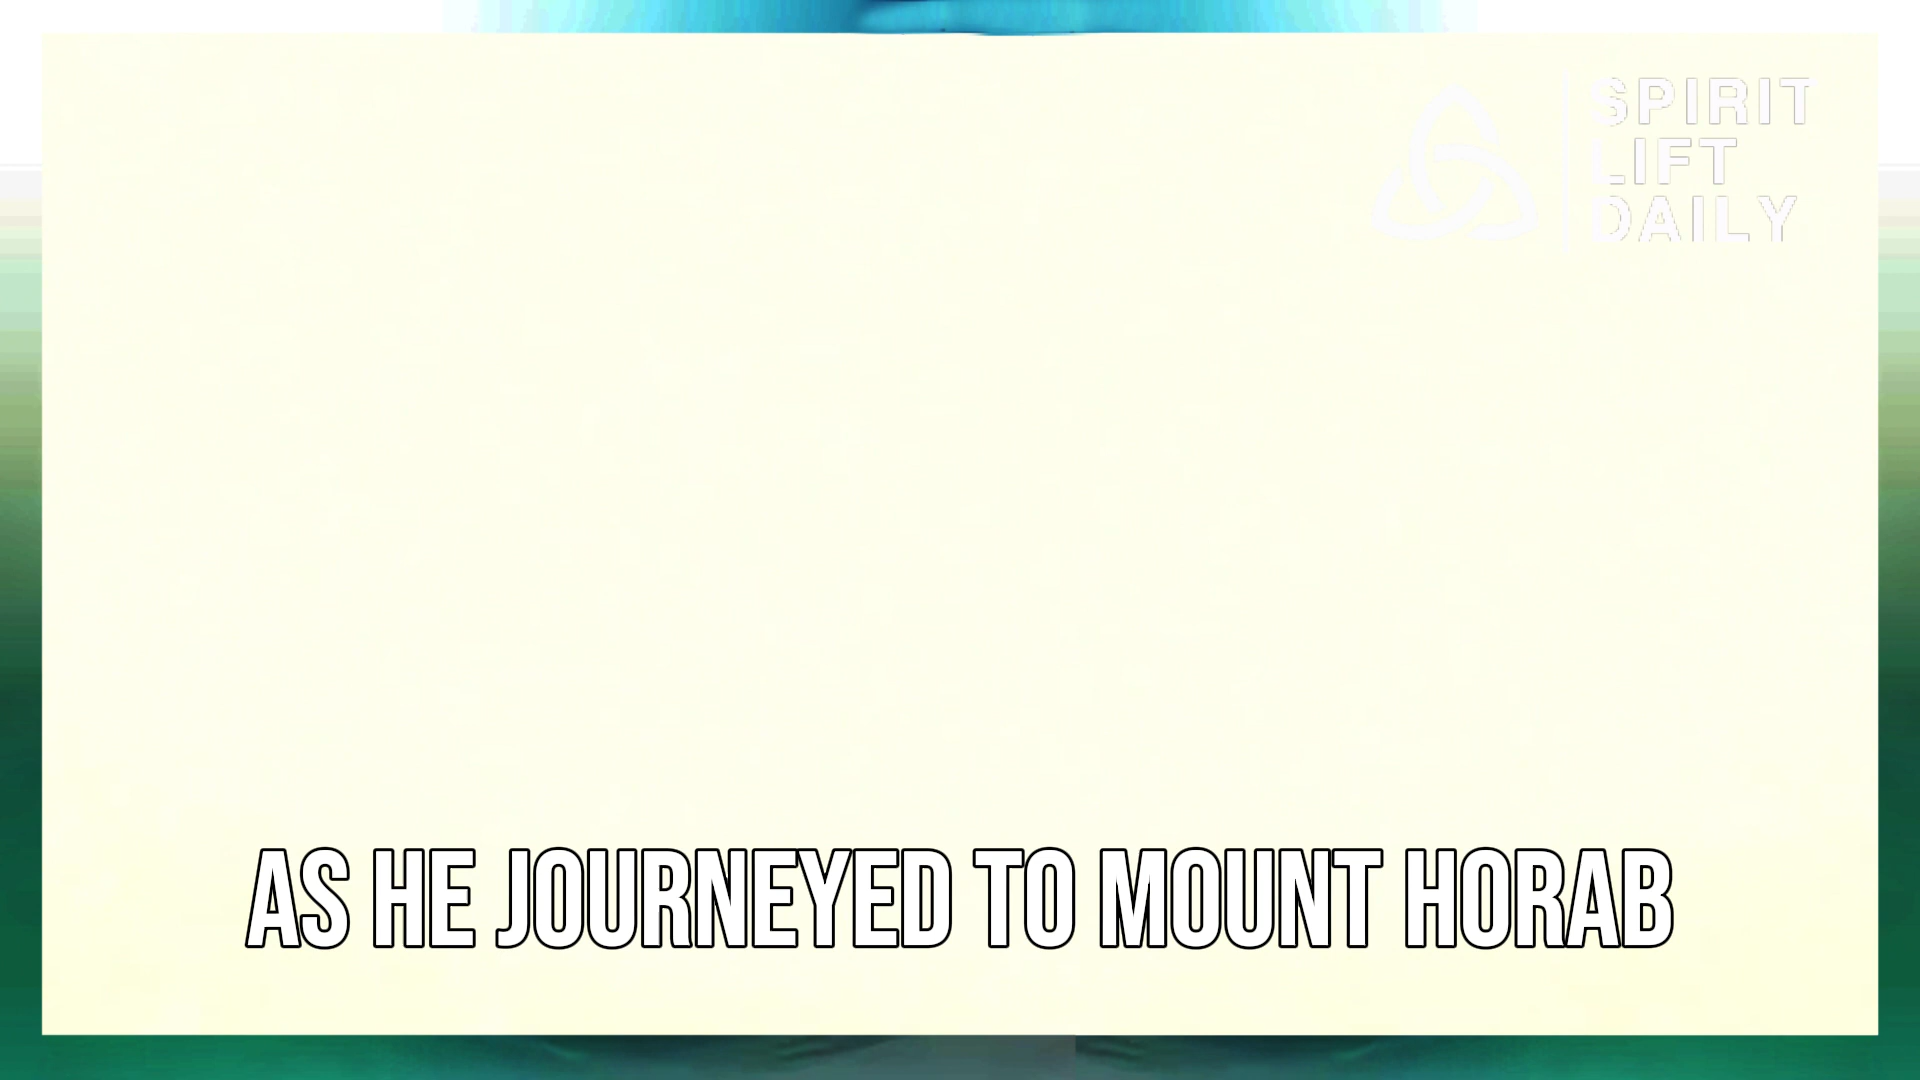 SPIRIT
LIFT
DAILY
AS HE JOURNEYED TO MOUNT HORAB